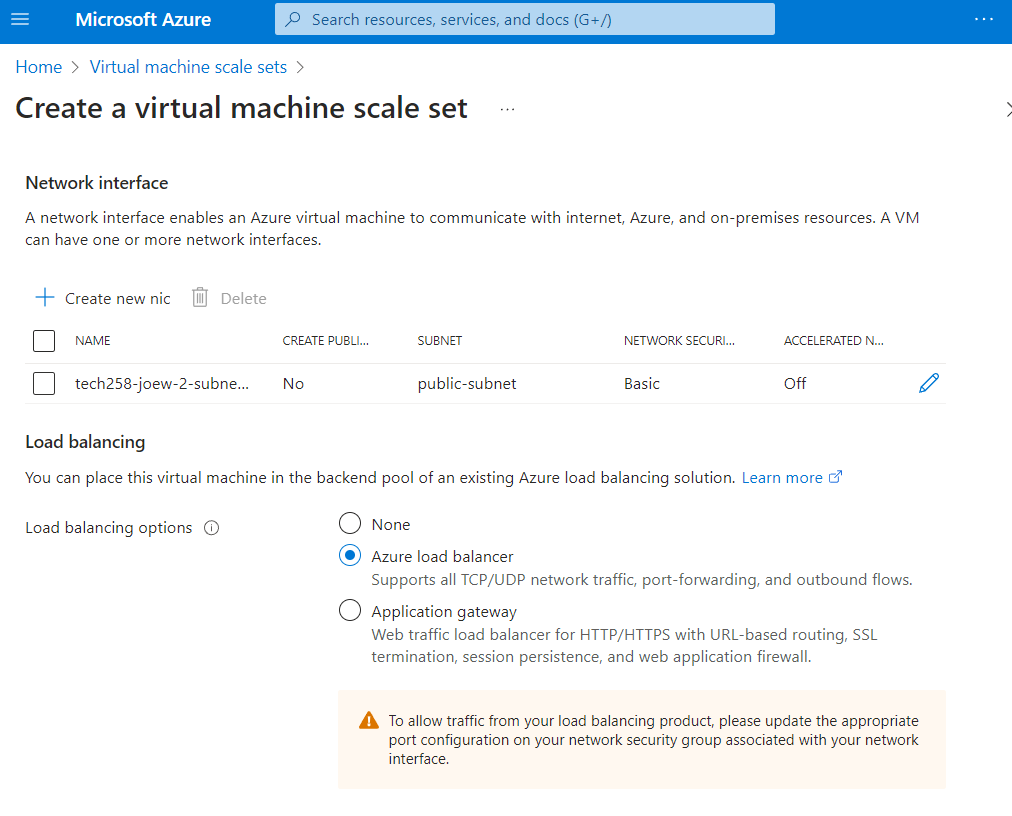 Microsoft Azure
Search resources, services, and docs (G+/)
...
Home > Virtual machine scale sets >
Create a virtual machine scale set ...
Network interface
A network interface enables an Azure virtual machine to communicate with internet, Azure, and on-premises resources. A VM
can have one or more network interfaces.
+ Create new nic Delete
NAME CREATE PUBLI... SUBNET NETWORK SECURI... ACCELERATED N...
tech258-joew-2-subne... No public-subnet Basic Off
Load balancing
You can place this virtual machine in the backend pool of an existing Azure load balancing solution. Learn more
Load balancing options
None
Azure load balancer
Supports all TCP/UDP network traffic, port-forwarding, and outbound flows.
Application gateway
Web traffic load balancer for HTTP/HTTPS with URL-based routing, SSL
termination, session persistence, and web application firewall.
To allow traffic from your load balancing product, please update the appropriate
port configuration on your network security group associated with your network
interface.